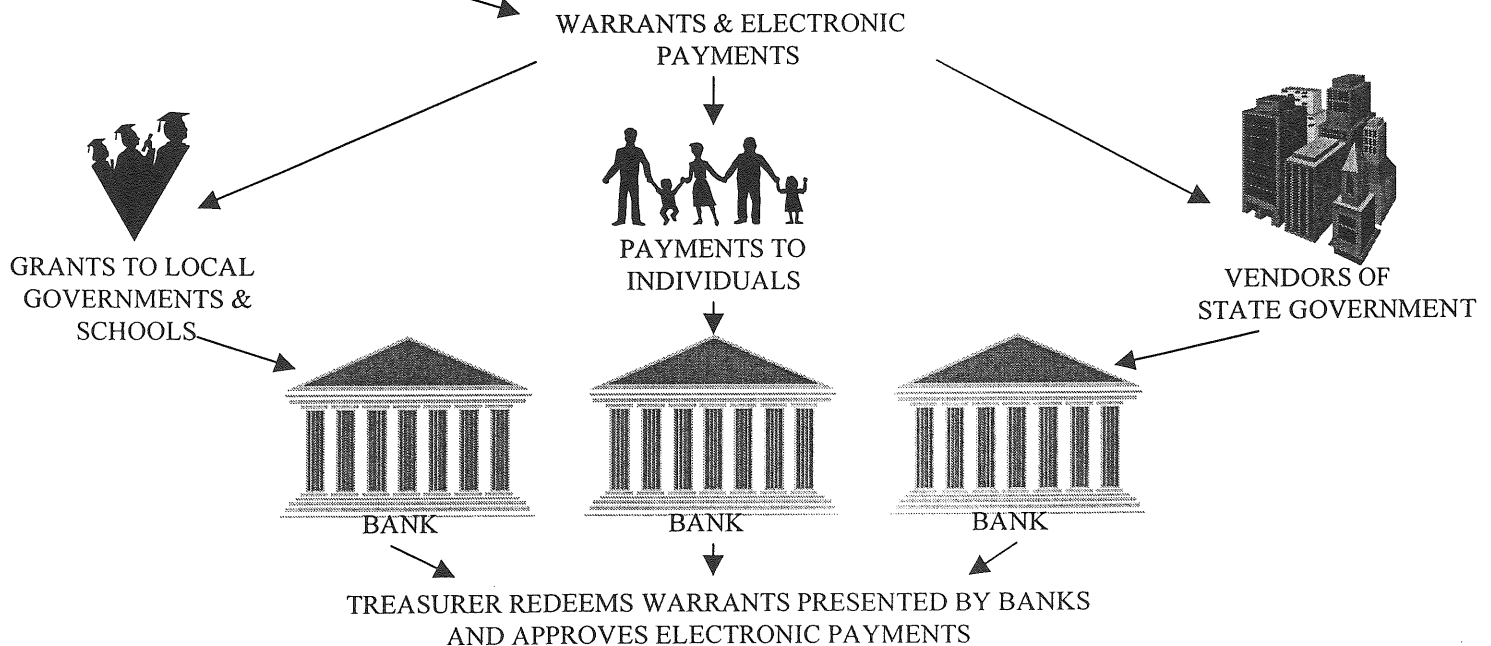 WARRANTS & ELECTRONIC
PAYMENTS
GRANTS TO LOCAL
GOVERNMENTS &
SCHOOLS
PAYMENTS TO
INDIVIDUALS
VENDORS OF
STATE GOVERNMENT
BANK
BANK
BANK
TREASURER REDEEMS WARRANTS PRESENTED BY BANKS
AND APPROVES ELECTRONIC PAYMENTS